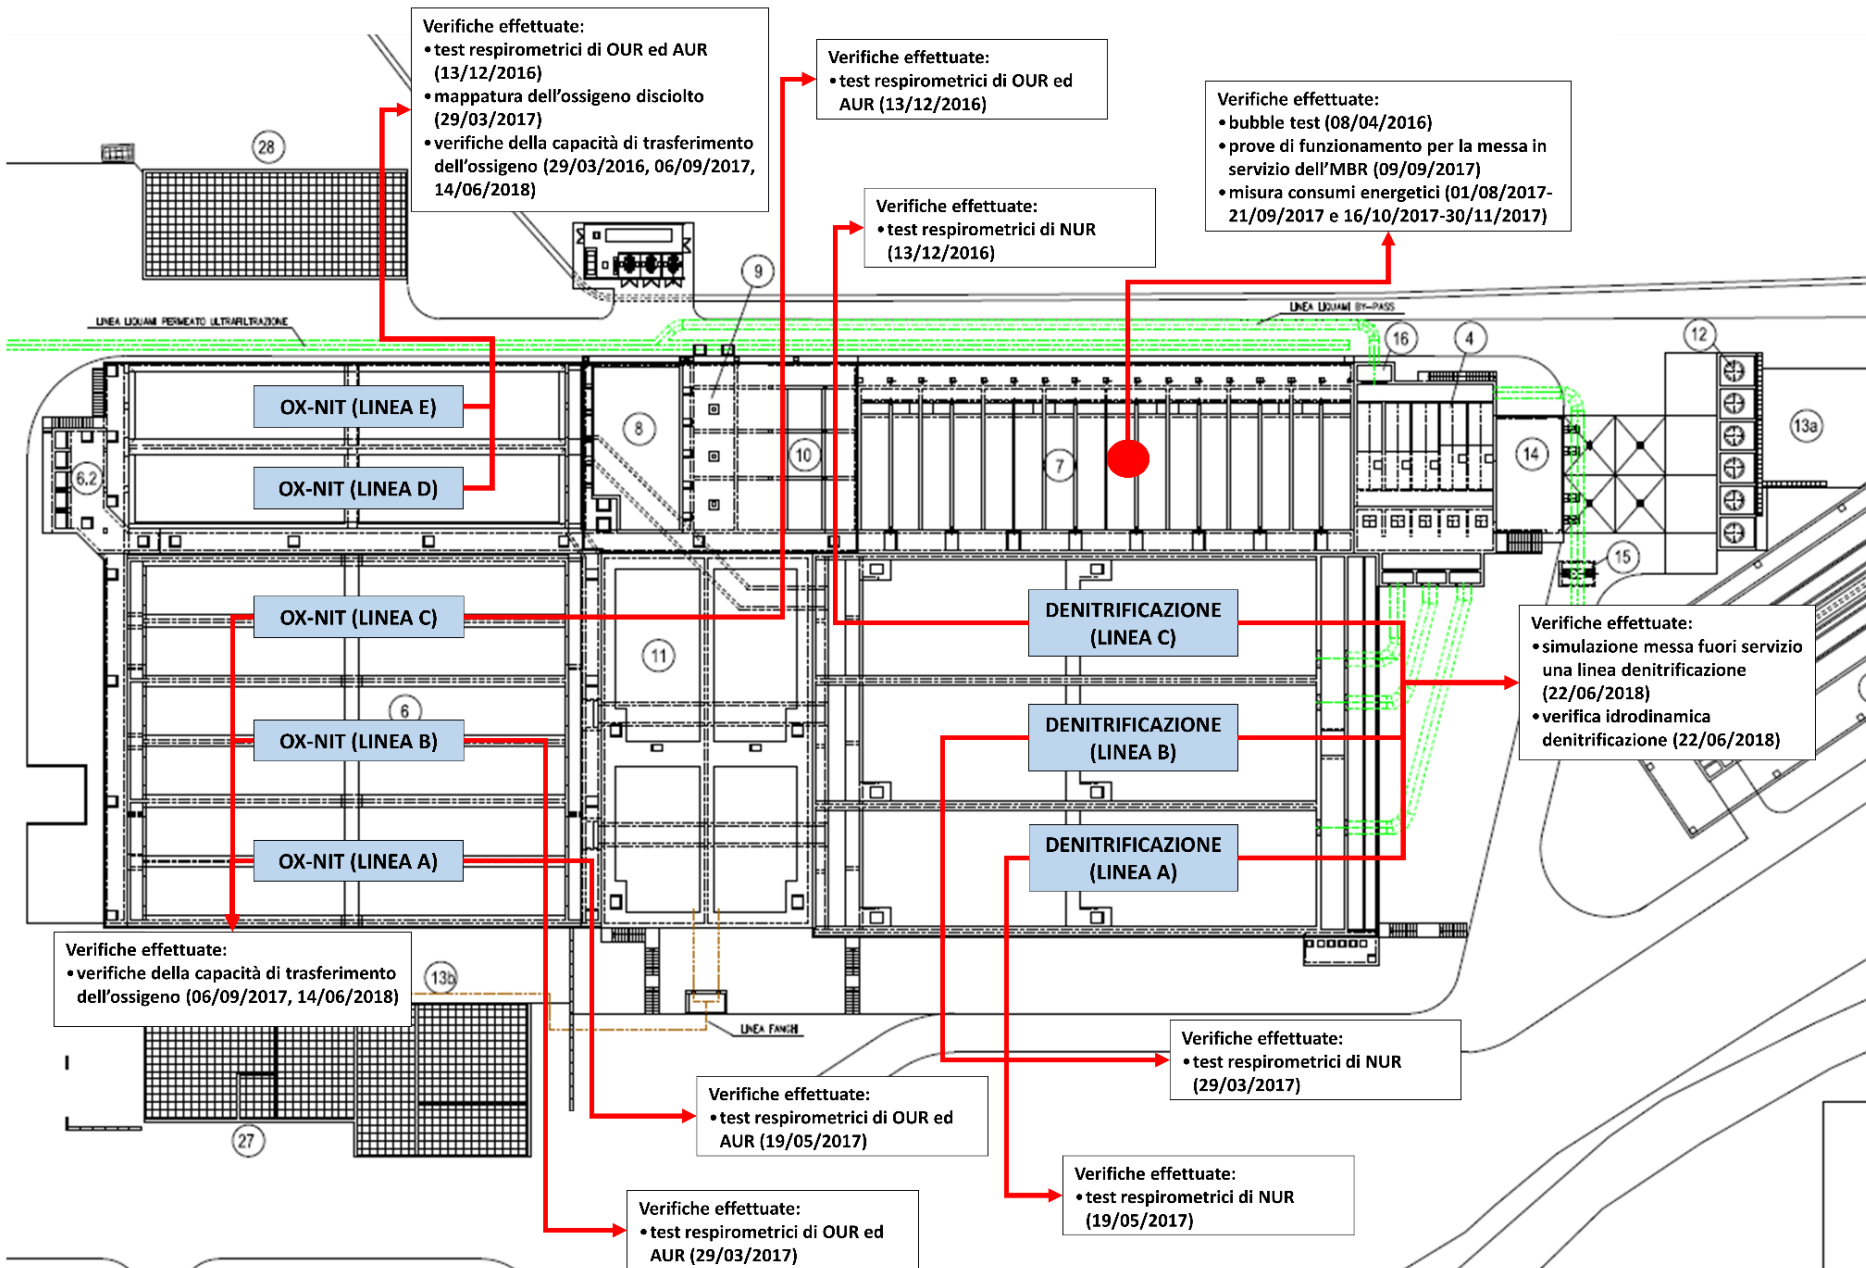 Verifiche effettuate:
• test respirometrici di OUR ed AUR
(13/12/2016)
• mappatura dell'ossigeno disciolto
(29/03/2017)
• verifiche della capacità di trasferimento
dell'ossigeno (29/03/2016, 06/09/2017,
14/06/2018)
Verifiche effettuate:
• test respirometrici di OUR ed
AUR (13/12/2016)
Verifiche effettuate:
• bubble test (08/04/2016)
• prove di funzionamento per la messa in
servizio dell'MBR (09/09/2017)
• misura consumi energetici (01/08/2017-
21/09/2017 e 16/10/2017-30/11/2017)
Verifiche effettuate:
• test respirometrici di NUR
(13/12/2016)
28
9
LINEA LIQUAMI PERMEATO ULTRAFILTRAZIONE
LINEA LIQUAMI BY-PASS
16
4
12
OX-NIT (LINEA E)
8
10
7
14
13a
6.2
OX-NIT (LINEA D)
15
OX-NIT (LINEA C)
11
DENITRIFICAZIONE
(LINEA C)
Verifiche effettuate:
• simulazione messa fuori servizio
una linea denitrificazione
(22/06/2018)
• verifica idrodinamica
denitrificazione (22/06/2018)
6
OX-NIT (LINEA B)
DENITRIFICAZIONE
(LINEA B)
OX-NIT (LINEA A)
DENITRIFICAZIONE
(LINEA A)
Verifiche effettuate:
• verifiche della capacità di trasferimento
dell'ossigeno (06/09/2017, 14/06/2018)
13b
LINEA FANGHI
Verifiche effettuate:
• test respirometrici di NUR
(29/03/2017)
27
Verifiche effettuate:
• test respirometrici di OUR ed
AUR (19/05/2017)
Verifiche effettuate:
• test respirometrici di NUR
(19/05/2017)
Verifiche effettuate:
• test respirometrici di OUR ed
AUR (29/03/2017)